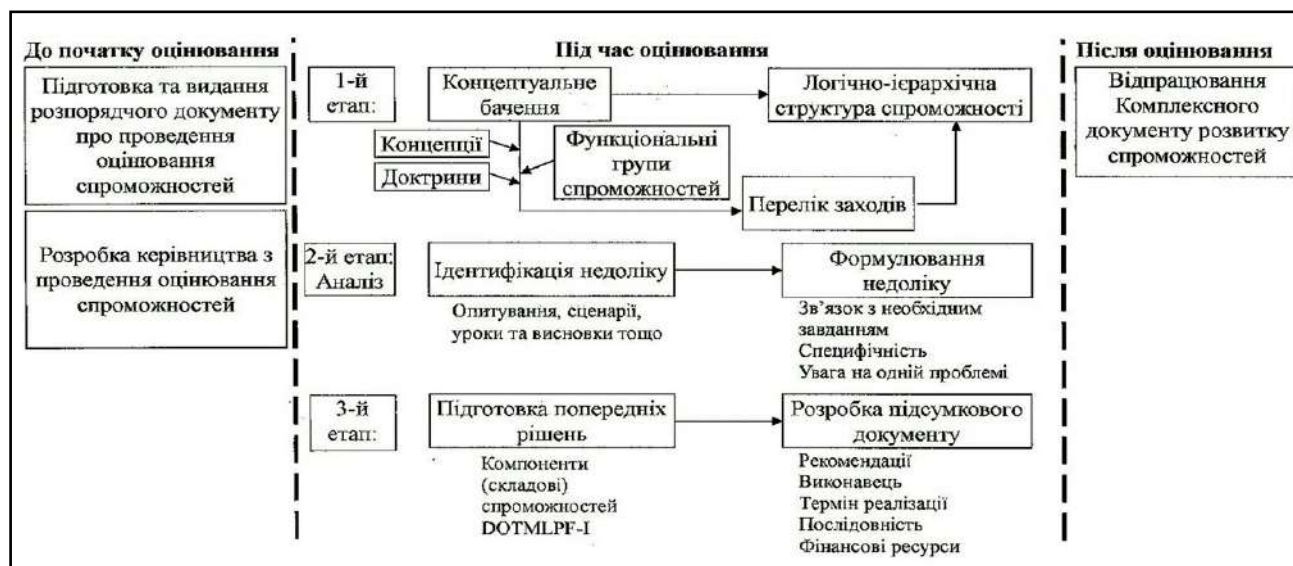 До початку оцінювання
Підготовка та видання
розпорядчого документу
про проведення
оцінювання
спроможностей
Розробка керівництва з
проведення оцінювання
спроможностей
Під час оцінювання
1-й
етап:
Концептуальне
бачення
Логічно-ієрархічна
структура спроможності
Концепції
Доктрини
Функціональні
групи
спроможностей
Перелік заходів
2-й етап:
Аналіз
Ідентифікація недоліку
Опитування, сценарії,
уроки та висновки тощо
Формулювання
недоліку
Зв’язок з необхідним
завданням
Специфічність
Увага на одній проблемі
3-й
етап:
Підготовка попередніх
рішень
Компоненти
(складові)
спроможностей
DOTMLPF-I
Розробка підсумкового
документу
Рекомендації
Виконавець
Термін реалізації
Послідовність
Фінансові ресурси
Після оцінювання
Відпрацювання
Комплексного
документу розвитку
спроможностей